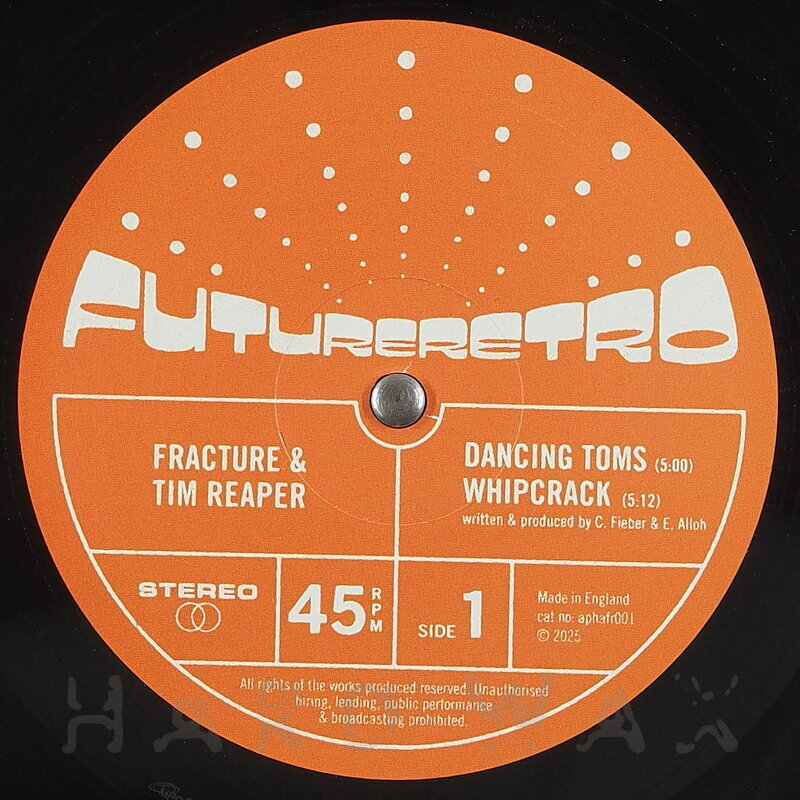 FUTURERETRO
FRACTURE &
TIM REAPER
DANCING TOMS (5:00)
WHIPCRACK (5:12)
written & produced by C. Fieber & E. Alloh
STEREO
45 RPM
SIDE 1
Made in England
cat no: aphafr001
© 2025
All rights of the works produced reserved. Unauthorised
hiring, lending, public performance
& broadcasting prohibited.
HARDWAX